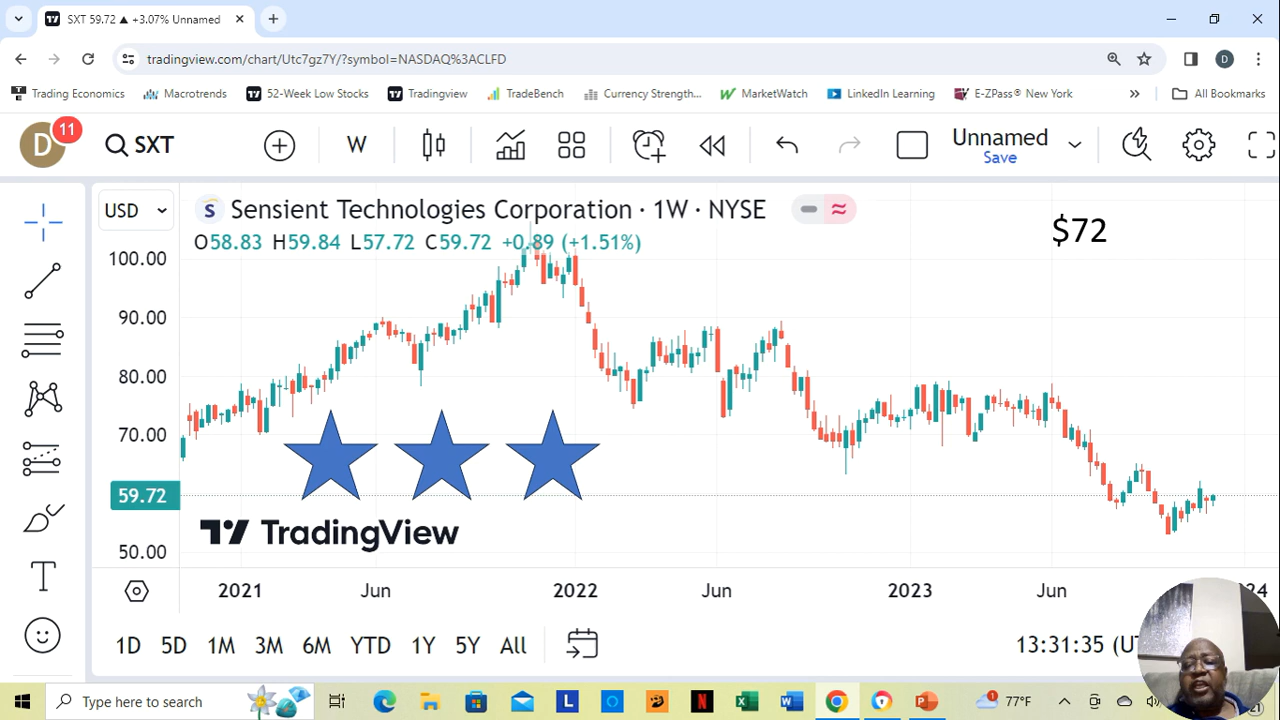 SXT 59.72 ▲ +3.07% Unnamed
tradingview.com/chart/Utc7gz7Y/?symbol=NASDAQ%3ACLFD
D
Trading Economics
Macrotrends
52-Week Low Stocks
Tradingview
TradeBench
Currency Strength...
MarketWatch
LinkedIn Learning
E-ZPass® New York
»
All Bookmarks
D
11
SXT
W
Unnamed
Save
USD
S
Sensient Technologies Corporation · 1W · NYSE
$72
O58.83 H59.84 L57.72 C59.72 +0.89 (+1.51%)
100.00
90.00
80.00
70.00
59.72
50.00
TradingView
2021
Jun
2022
Jun
2023
Jun
1D
5D
1M
3M
6M
YTD
1Y
5Y
All
13:31:35
Type here to search
77°F